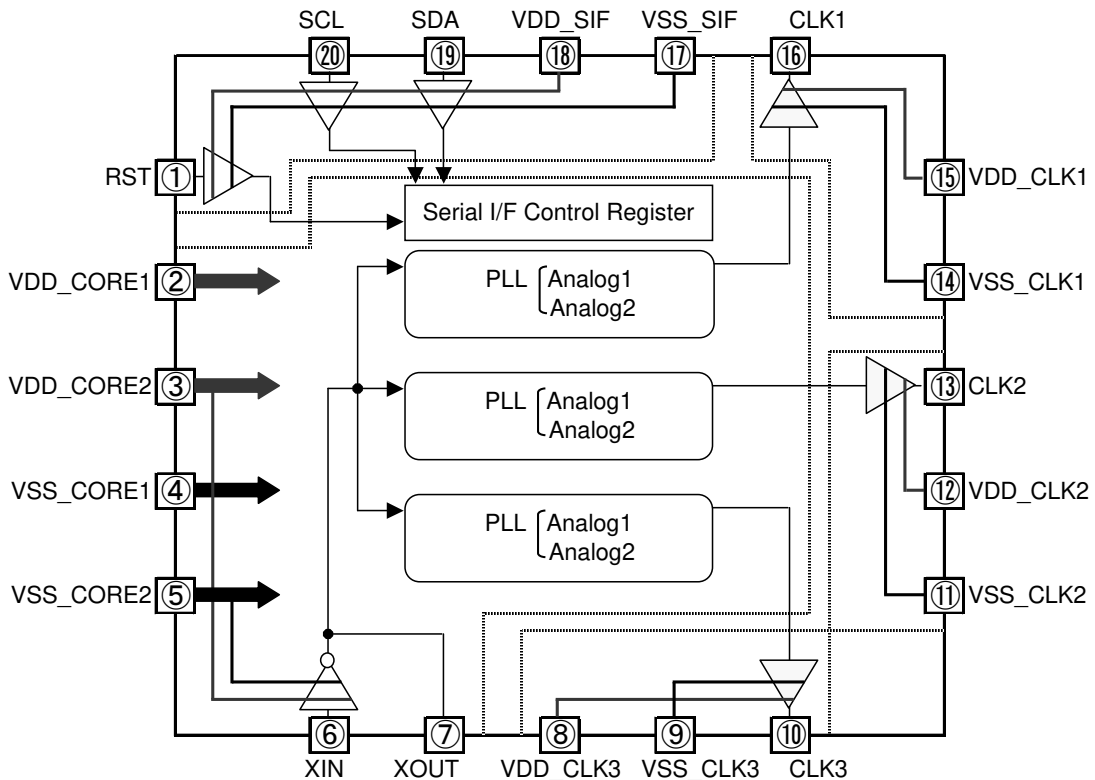 SCL SDA VDD_SIF VSS_SIF CLK1
⑳ ⑲ ⑱ ⑰ ⑯
RST ① ⑮ VDD_CLK1
Serial I/F Control Register
VDD_CORE1 ② ⑭ VSS_CLK1
PLL Analog1
Analog2
VDD_CORE2 ③ ⑬ CLK2
PLL Analog1
Analog2
VSS_CORE1 ④ ⑫ VDD_CLK2
PLL Analog1
Analog2
VSS_CORE2 ⑤ ⑪ VSS_CLK2
⑥ ⑦ ⑧ ⑨ ⑩
XIN XOUT VDD_CLK3 VSS_CLK3 CLK3